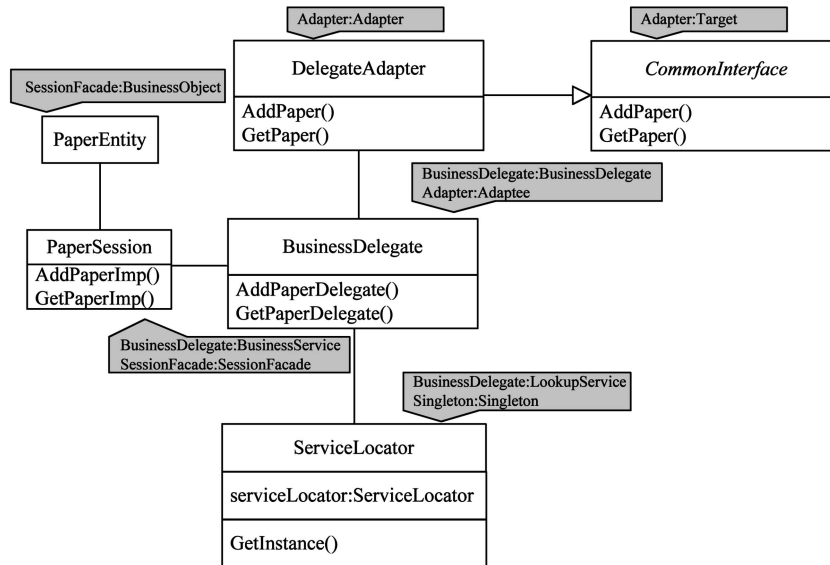 Adapter:Adapter
Adapter:Target
DelegateAdapter
CommonInterface
AddPaper()
GetPaper()
AddPaper()
GetPaper()
SessionFacade:BusinessObject
PaperEntity
BusinessDelegate:BusinessDelegate
Adapter:Adaptee
PaperSession
AddPaperImp()
GetPaperImp()
BusinessDelegate
AddPaperDelegate()
GetPaperDelegate()
BusinessDelegate:BusinessService
SessionFacade:SessionFacade
BusinessDelegate:LookupService
Singleton:Singleton
ServiceLocator
serviceLocator:ServiceLocator
GetInstance()